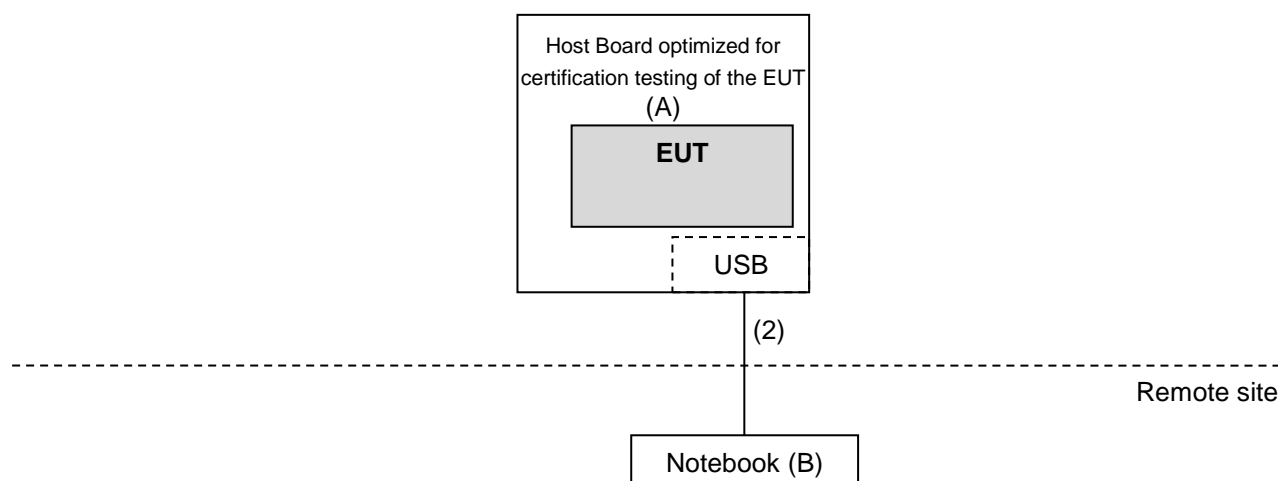 Host Board optimized for
certification testing of the EUT
(A)
EUT
USB
(2)
Remote site
Notebook (B)